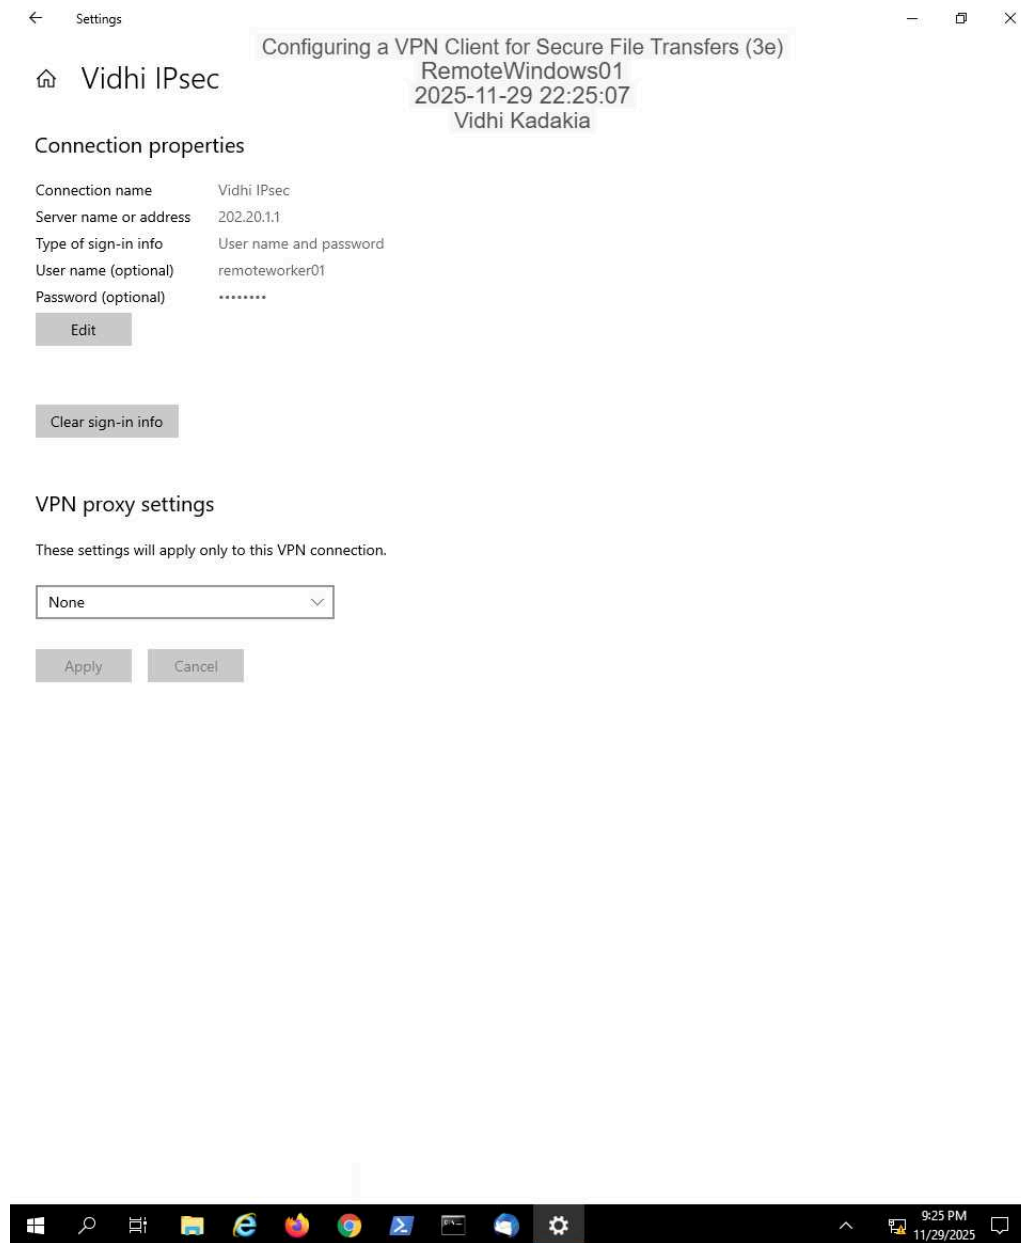 Settings
Configuring a VPN Client for Secure File Transfers (3e)
RemoteWindows01
2025-11-29 22:25:07
Vidhi Kadakia
Vidhi IPsec
Connection properties
Connection name Vidhi IPsec
Server name or address 202.20.1.1
Type of sign-in info User name and password
User name (optional) remoteworker01
Password (optional) ••••••••
Edit
Clear sign-in info
VPN proxy settings
These settings will apply only to this VPN connection.
None
Apply Cancel
9:25 PM
11/29/2025